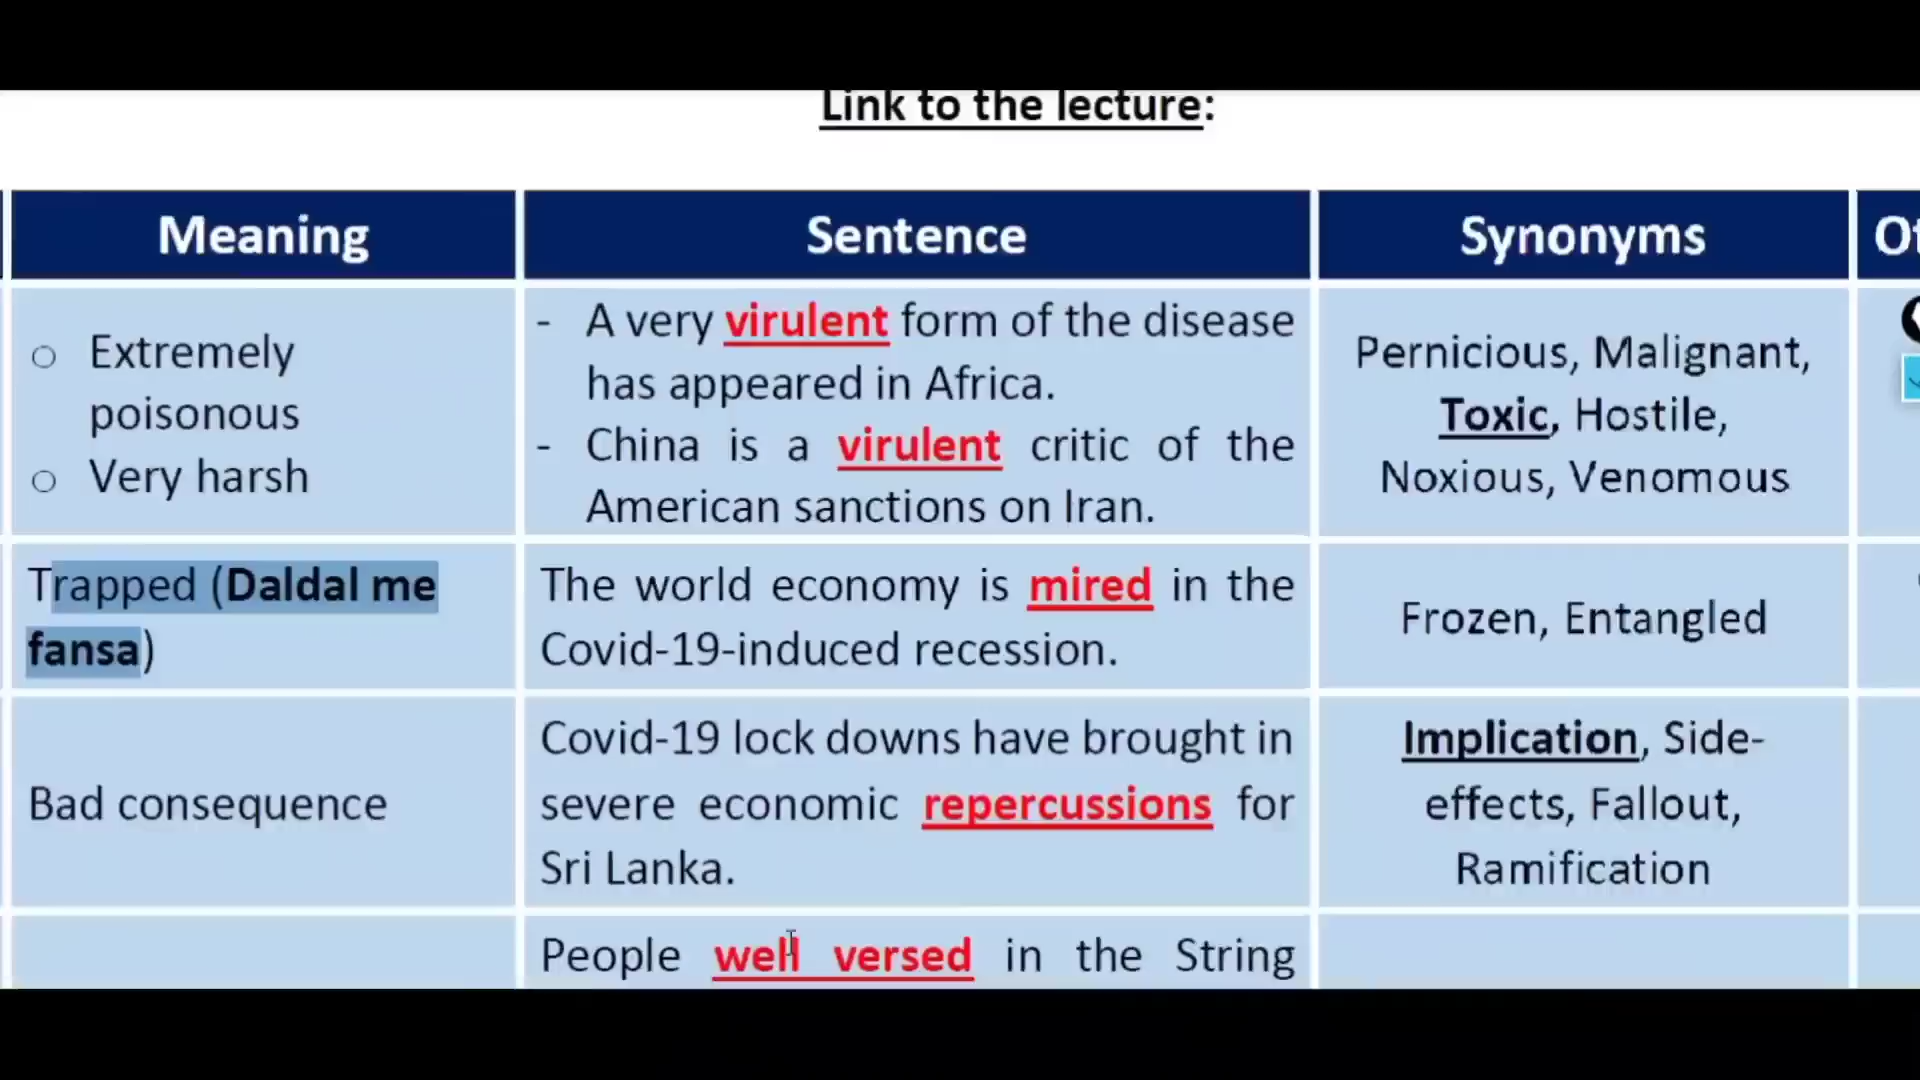 Link to the lecture:
Meaning
Sentence
Synonyms
Extremely
poisonous
Very harsh
- A very virulent form of the disease
has appeared in Africa.
- China is a virulent critic of the
American sanctions on Iran.
Pernicious, Malignant,
Toxic, Hostile,
Noxious, Venomous
Trapped (Daldal me
fansa)
The world economy is mired in the
Covid-19-induced recession.
Frozen, Entangled
Bad consequence
Covid-19 lock downs have brought in
severe economic repercussions for
Sri Lanka.
Implication, Side-
effects, Fallout,
Ramification
People well versed in the String